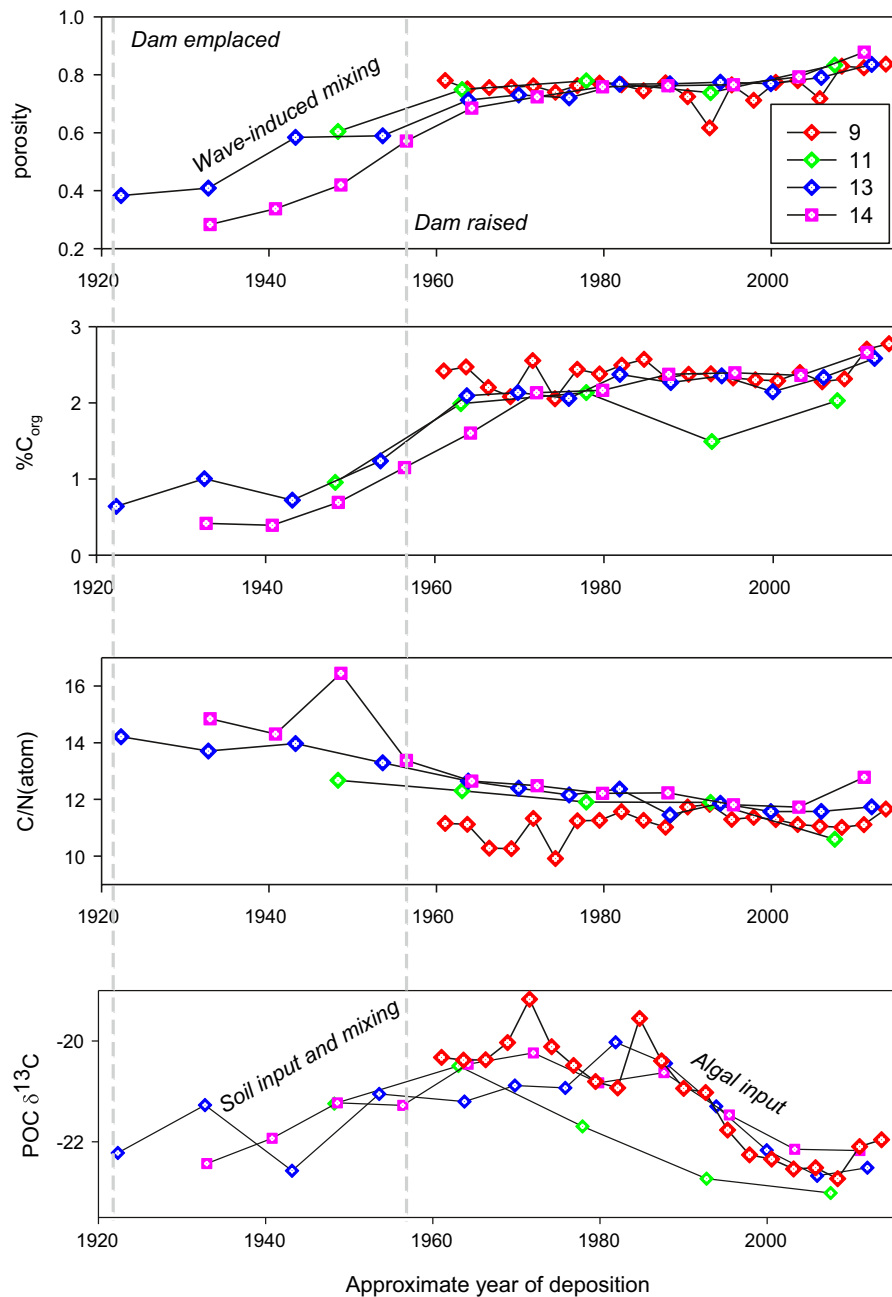 1.0
Dam emplaced
0.8
Wave-induced mixing
0.6
0.4
0.2
porosity
Dam raised
9
11
13
14
1920 1940 1960 1980 2000
3
2
1
0
%Corg
1920 1940 1960 1980 2000
16
14
12
10
C/N(atom)
1920 1940 1960 1980 2000
-20
-22
POC δ13C
Soil input and mixing
Algal input
1920 1940 1960 1980 2000
Approximate year of deposition